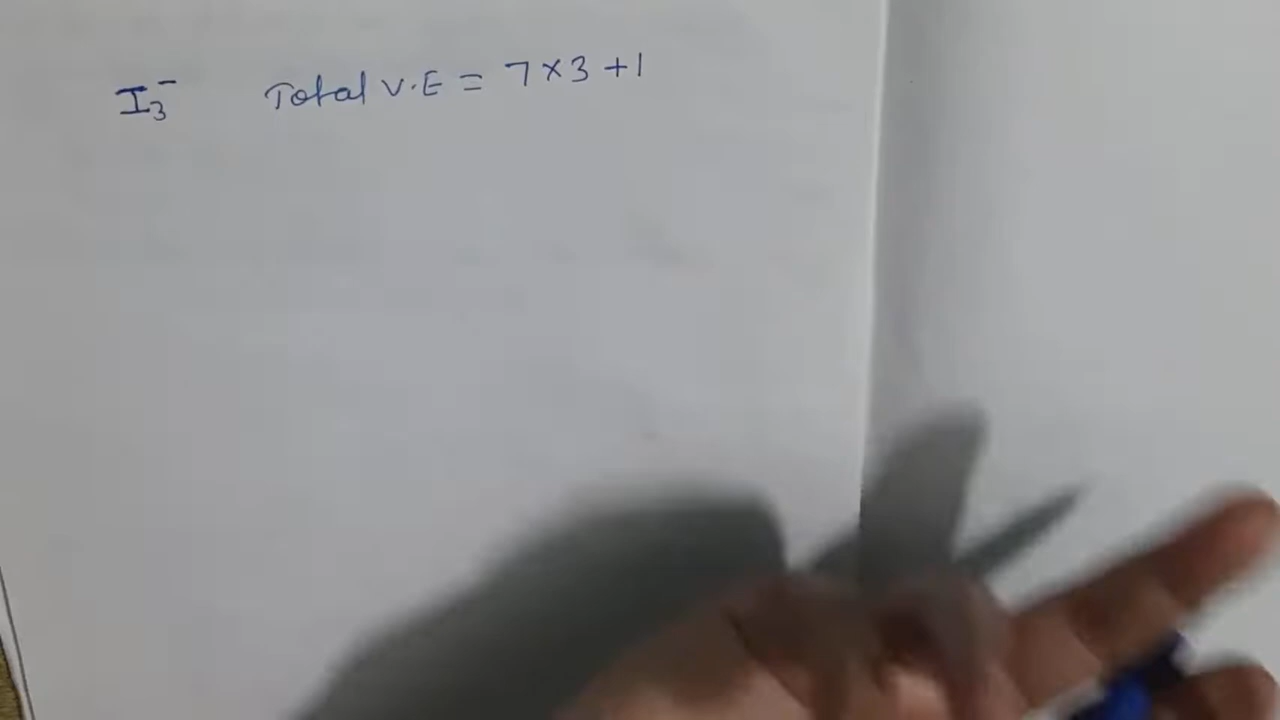 I₃⁻ Total V.E = 7×3+1